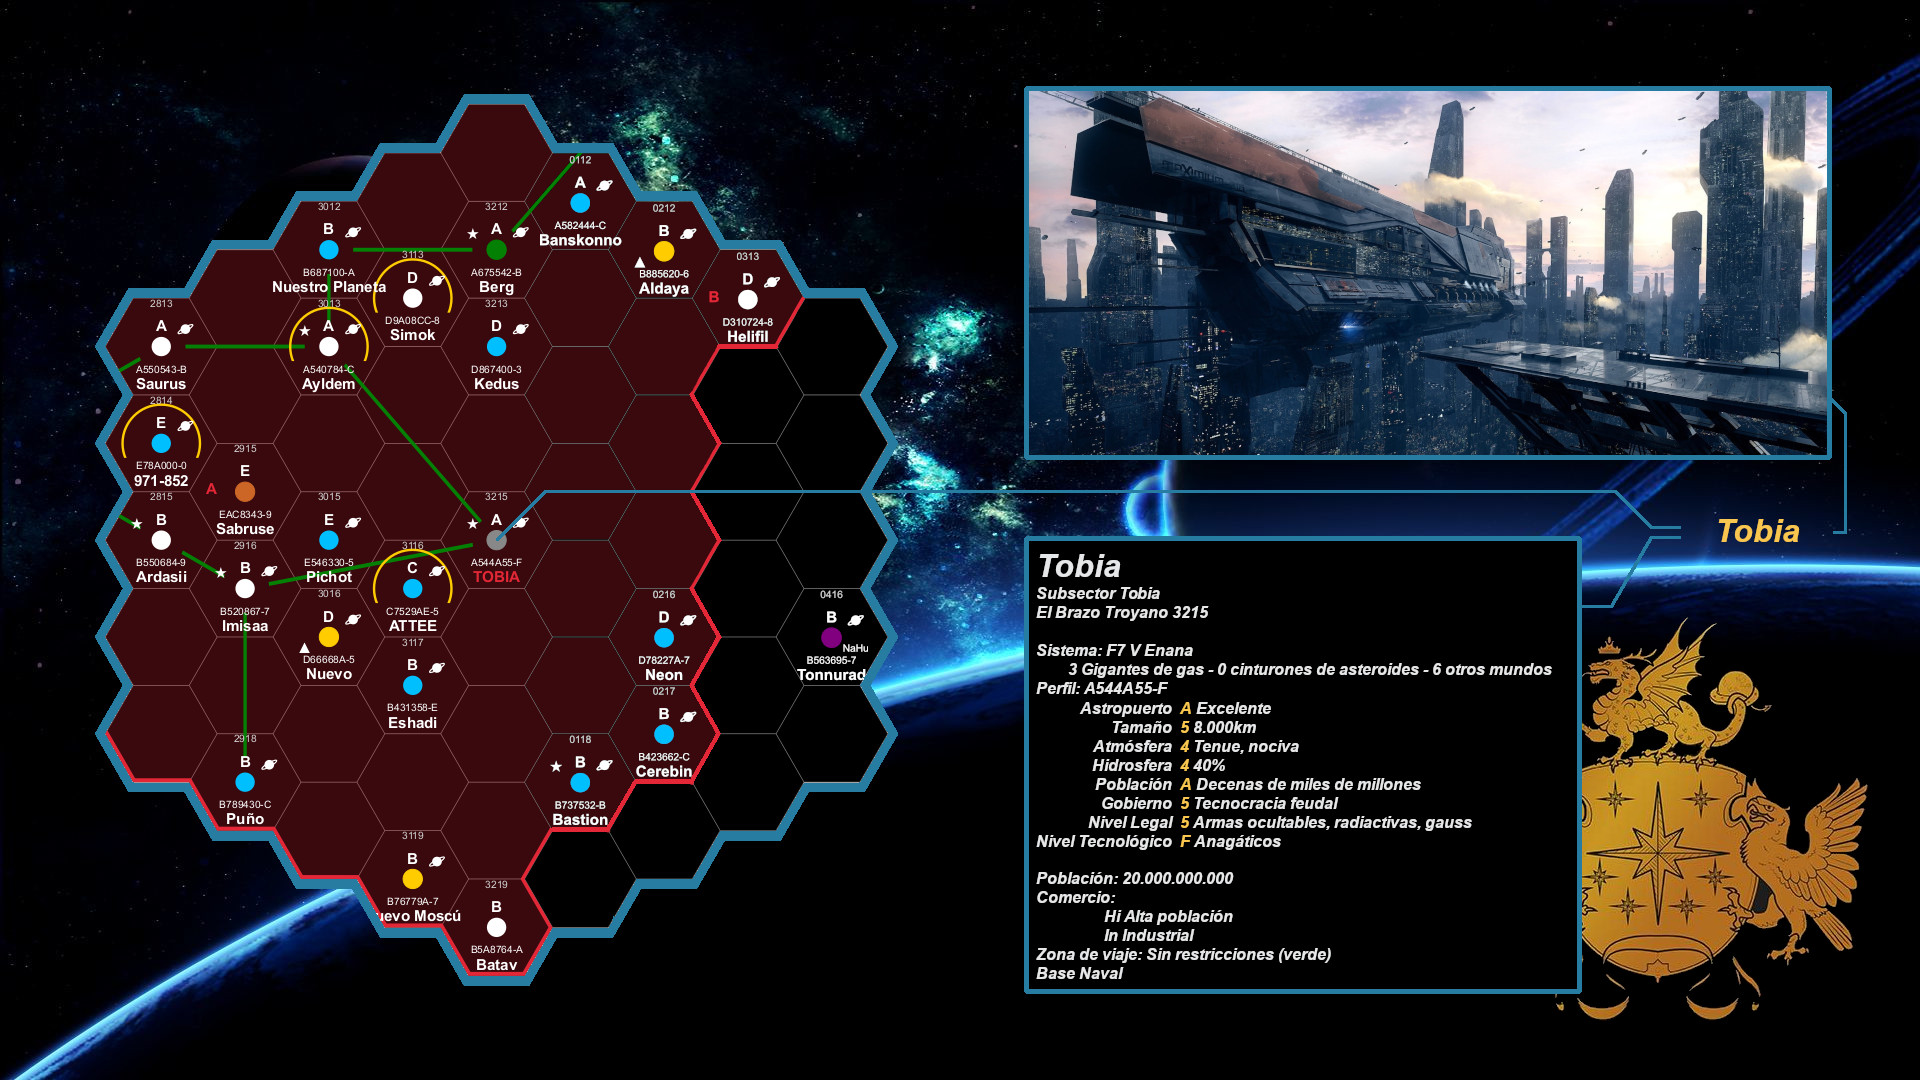 0112
A
A582444-C
Banskonno
3012
B
B687100-A
Nuestro Planeta
3212
A
A675542-B
Berg
0212
B
B885620-6
Aldaya
3113
D
D9A08CC-8
Simok
0313
B
D
D310724-8
Helifil
2813
A
A550543-B
Saurus
3013
A
A540784-C
Ayldem
3213
D
D867400-3
Kedus
2814
E
E78A000-0
971-852
2915
A
E
EAC8343-9
Sabruse
2815
B
B550684-9
Ardasii
3015
E
E546330-5
Pichot
3215
A
A544A55-F
TOBIA
2916
B
B520867-7
Imisaa
3116
C
C7529AE-5
ATTEE
3016
D
D66668A-5
Nuevo
0216
D
D78227A-7
Neon
0416
B
NaHu
B563695-7
Tonnurad
3117
B
B431358-E
Eshadi
0217
B
B423662-C
Cerebin
2918
B
B789430-C
Puño
0118
B
B737532-B
Bastion
3119
B
B76779A-7
uevo Moscú
3219
B
B5A8764-A
Batav
Tobia
Tobia
Subsector Tobia
El Brazo Troyano 3215
Sistema: F7 V Enana
3 Gigantes de gas - 0 cinturones de asteroides - 6 otros mundos
Perfil: A544A55-F
Astropuerto A Excelente
Tamaño 5 8.000km
Atmósfera 4 Tenue, nociva
Hidrosfera 4 40%
Población A Decenas de miles de millones
Gobierno 5 Tecnocracia feudal
Nivel Legal 5 Armas ocultables, radiactivas, gauss
Nivel Tecnológico F Anagáticos
Población: 20.000.000.000
Comercio:
Hi Alta población
In Industrial
Zona de viaje: Sin restricciones (verde)
Base Naval